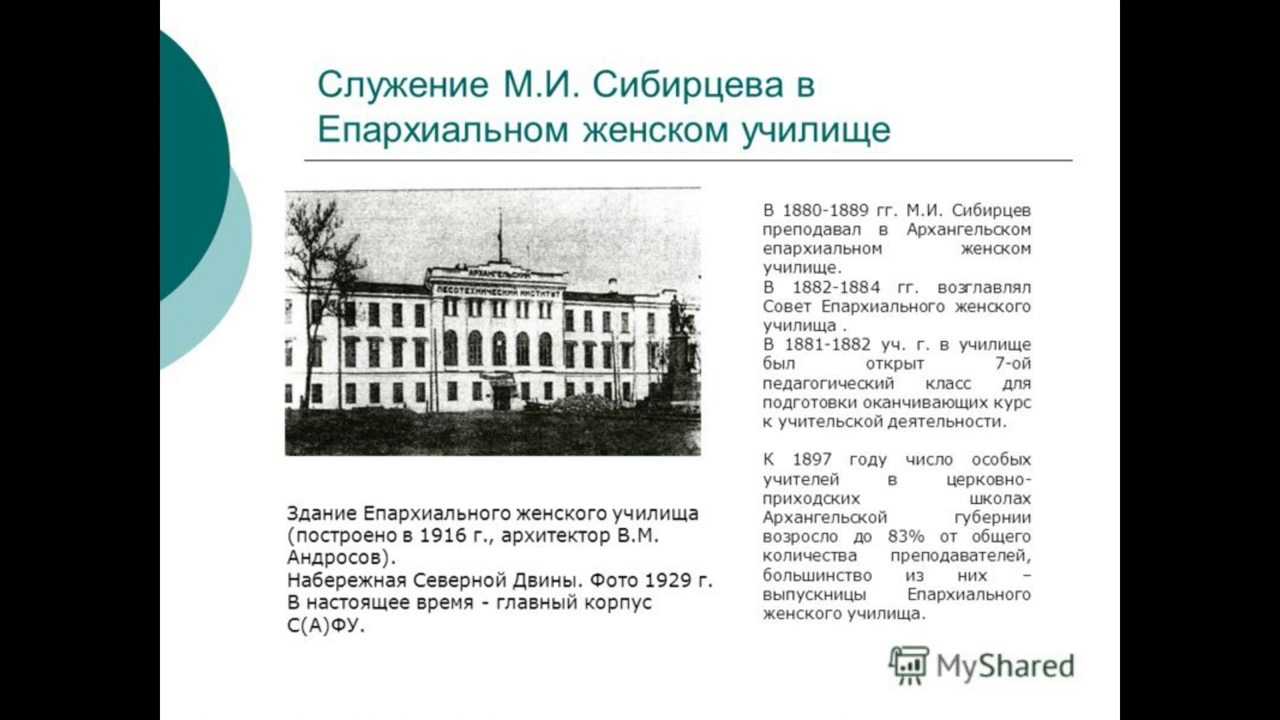 Служение М.И. Сибирцева в
Епархиальном женском училище
АРХАНГЕЛЬСКИЙ
ЛЕСОТЕХНИЧЕСКИЙ ИНСТИТУТ
Здание Епархиального женского училища
(построено в 1916 г., архитектор В.М.
Андросов).
Набережная Северной Двины. Фото 1929 г.
В настоящее время - главный корпус
С(А)ФУ.
В 1880-1889 гг. М.И. Сибирцев
преподавал в Архангельском
епархиальном женском
училище.
В 1882-1884 гг. возглавлял
Совет Епархиального женского
училища .
В 1881-1882 уч. г. в училище
был открыт 7-ой
педагогический класс для
подготовки оканчивающих курс
к учительской деятельности.
К 1897 году число особых
учителей в церковно-
приходских школах
Архангельской губернии
возросло до 83% от общего
количества преподавателей,
большинство из них –
выпускницы Епархиального
женского училища.
MyShared